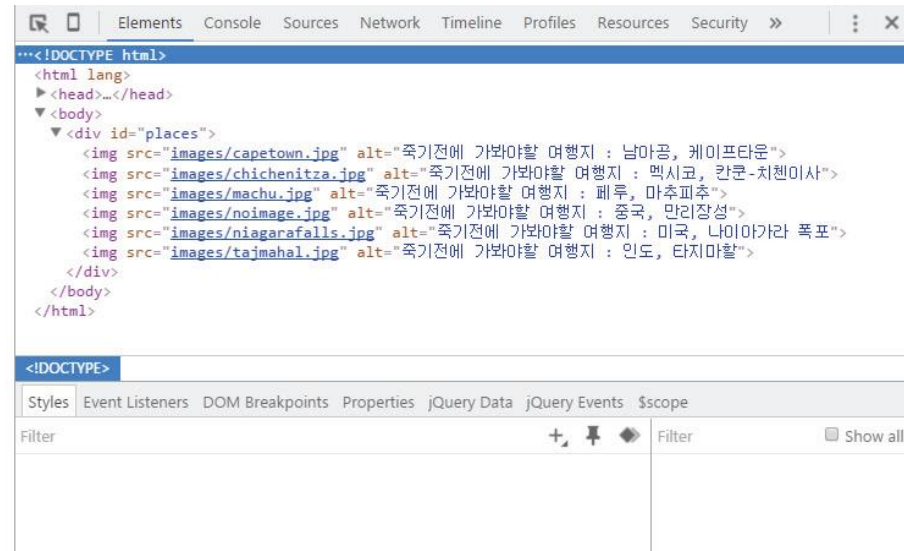 Elements Console Sources Network Timeline Profiles Resources Security »
···<!DOCTYPE html>
<html lang>
<head>…</head>
<body>
<div id="places">
<img src="images/capetown.jpg" alt="죽기전에 가봐야할 여행지 : 남아공, 케이프타운">
<img src="images/chichenitza.jpg" alt="죽기전에 가봐야할 여행지 : 멕시코, 칸쿤-치첸이사">
<img src="images/machu.jpg" alt="죽기전에 가봐야할 여행지 : 페루, 마추피추">
<img src="images/noimage.jpg" alt="죽기전에 가봐야할 여행지 : 중국, 만리장성">
<img src="images/niagarafalls.jpg" alt="죽기전에 가봐야할 여행지 : 미국, 나이아가라 폭포">
<img src="images/tajmahal.jpg" alt="죽기전에 가봐야할 여행지 : 인도, 타지마할">
</div>
</body>
</html>
<!DOCTYPE>
Styles Event Listeners DOM Breakpoints Properties jQuery Data jQuery Events $scope
Filter Filter Show all